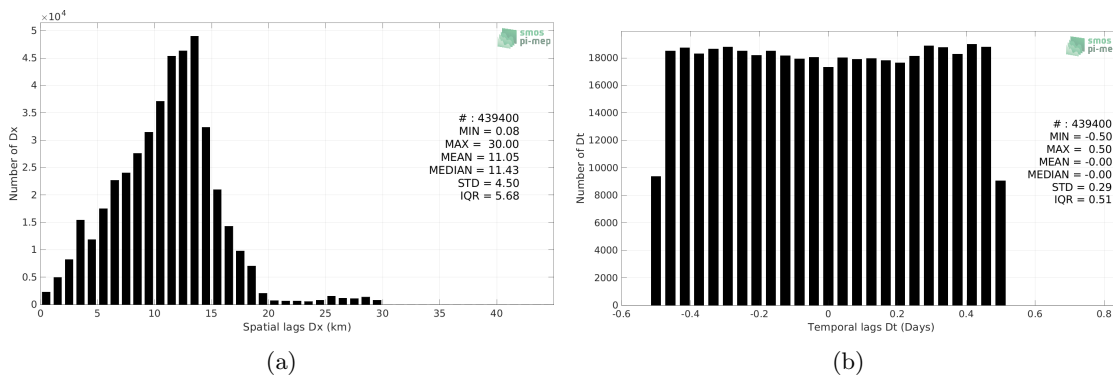 ×10⁴
5
4.5
4
3.5
3
2.5
2
1.5
1
0.5
0
Number of Dx
smos
pi-mep
# : 439400
MIN = 0.08
MAX = 30.00
MEAN = 11.05
MEDIAN = 11.43
STD = 4.50
IQR = 5.68
0 5 10 15 20 25 30 35 40
Spatial lags Dx (km)
(a)
18000
16000
14000
12000
10000
8000
6000
4000
2000
0
Number of Dt
smos
pi-me
# : 439400
MIN = -0.50
MAX = 0.50
MEAN = -0.00
MEDIAN = -0.00
STD = 0.29
IQR = 0.51
-0.6 -0.4 -0.2 0 0.2 0.4 0.6 0.8
Temporal lags Dt (Days)
(b)